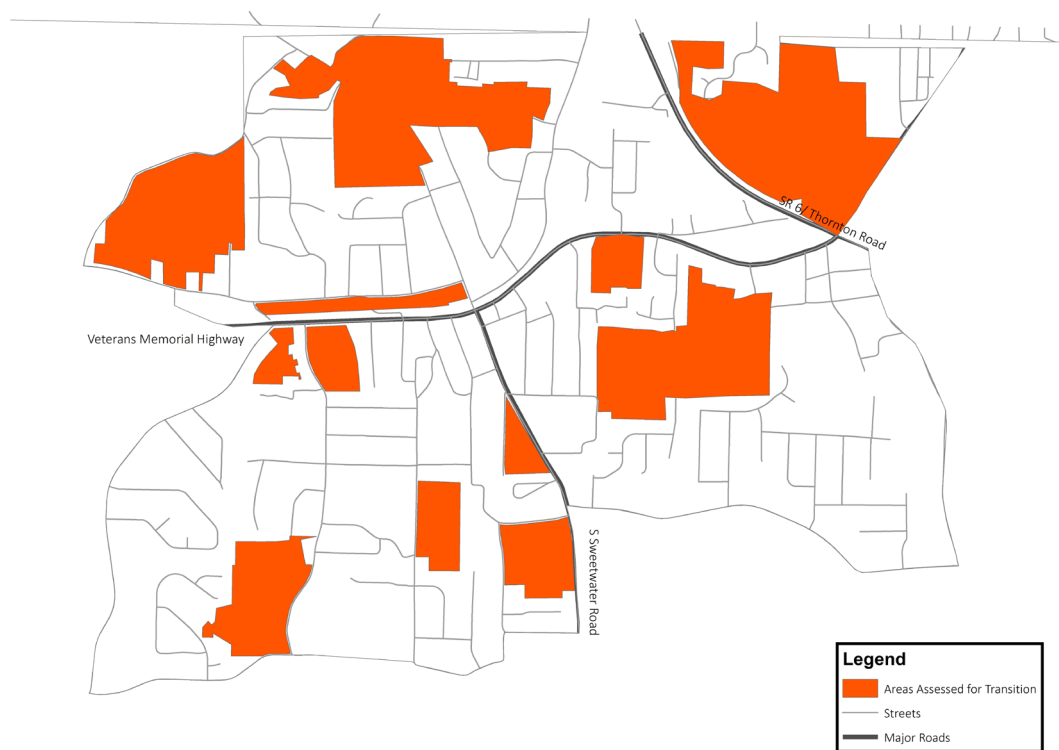 SR 6/ Thornton Road
Veterans Memorial Highway
S Sweetwater Road
Legend
Areas Assessed for Transition
Streets
Major Roads